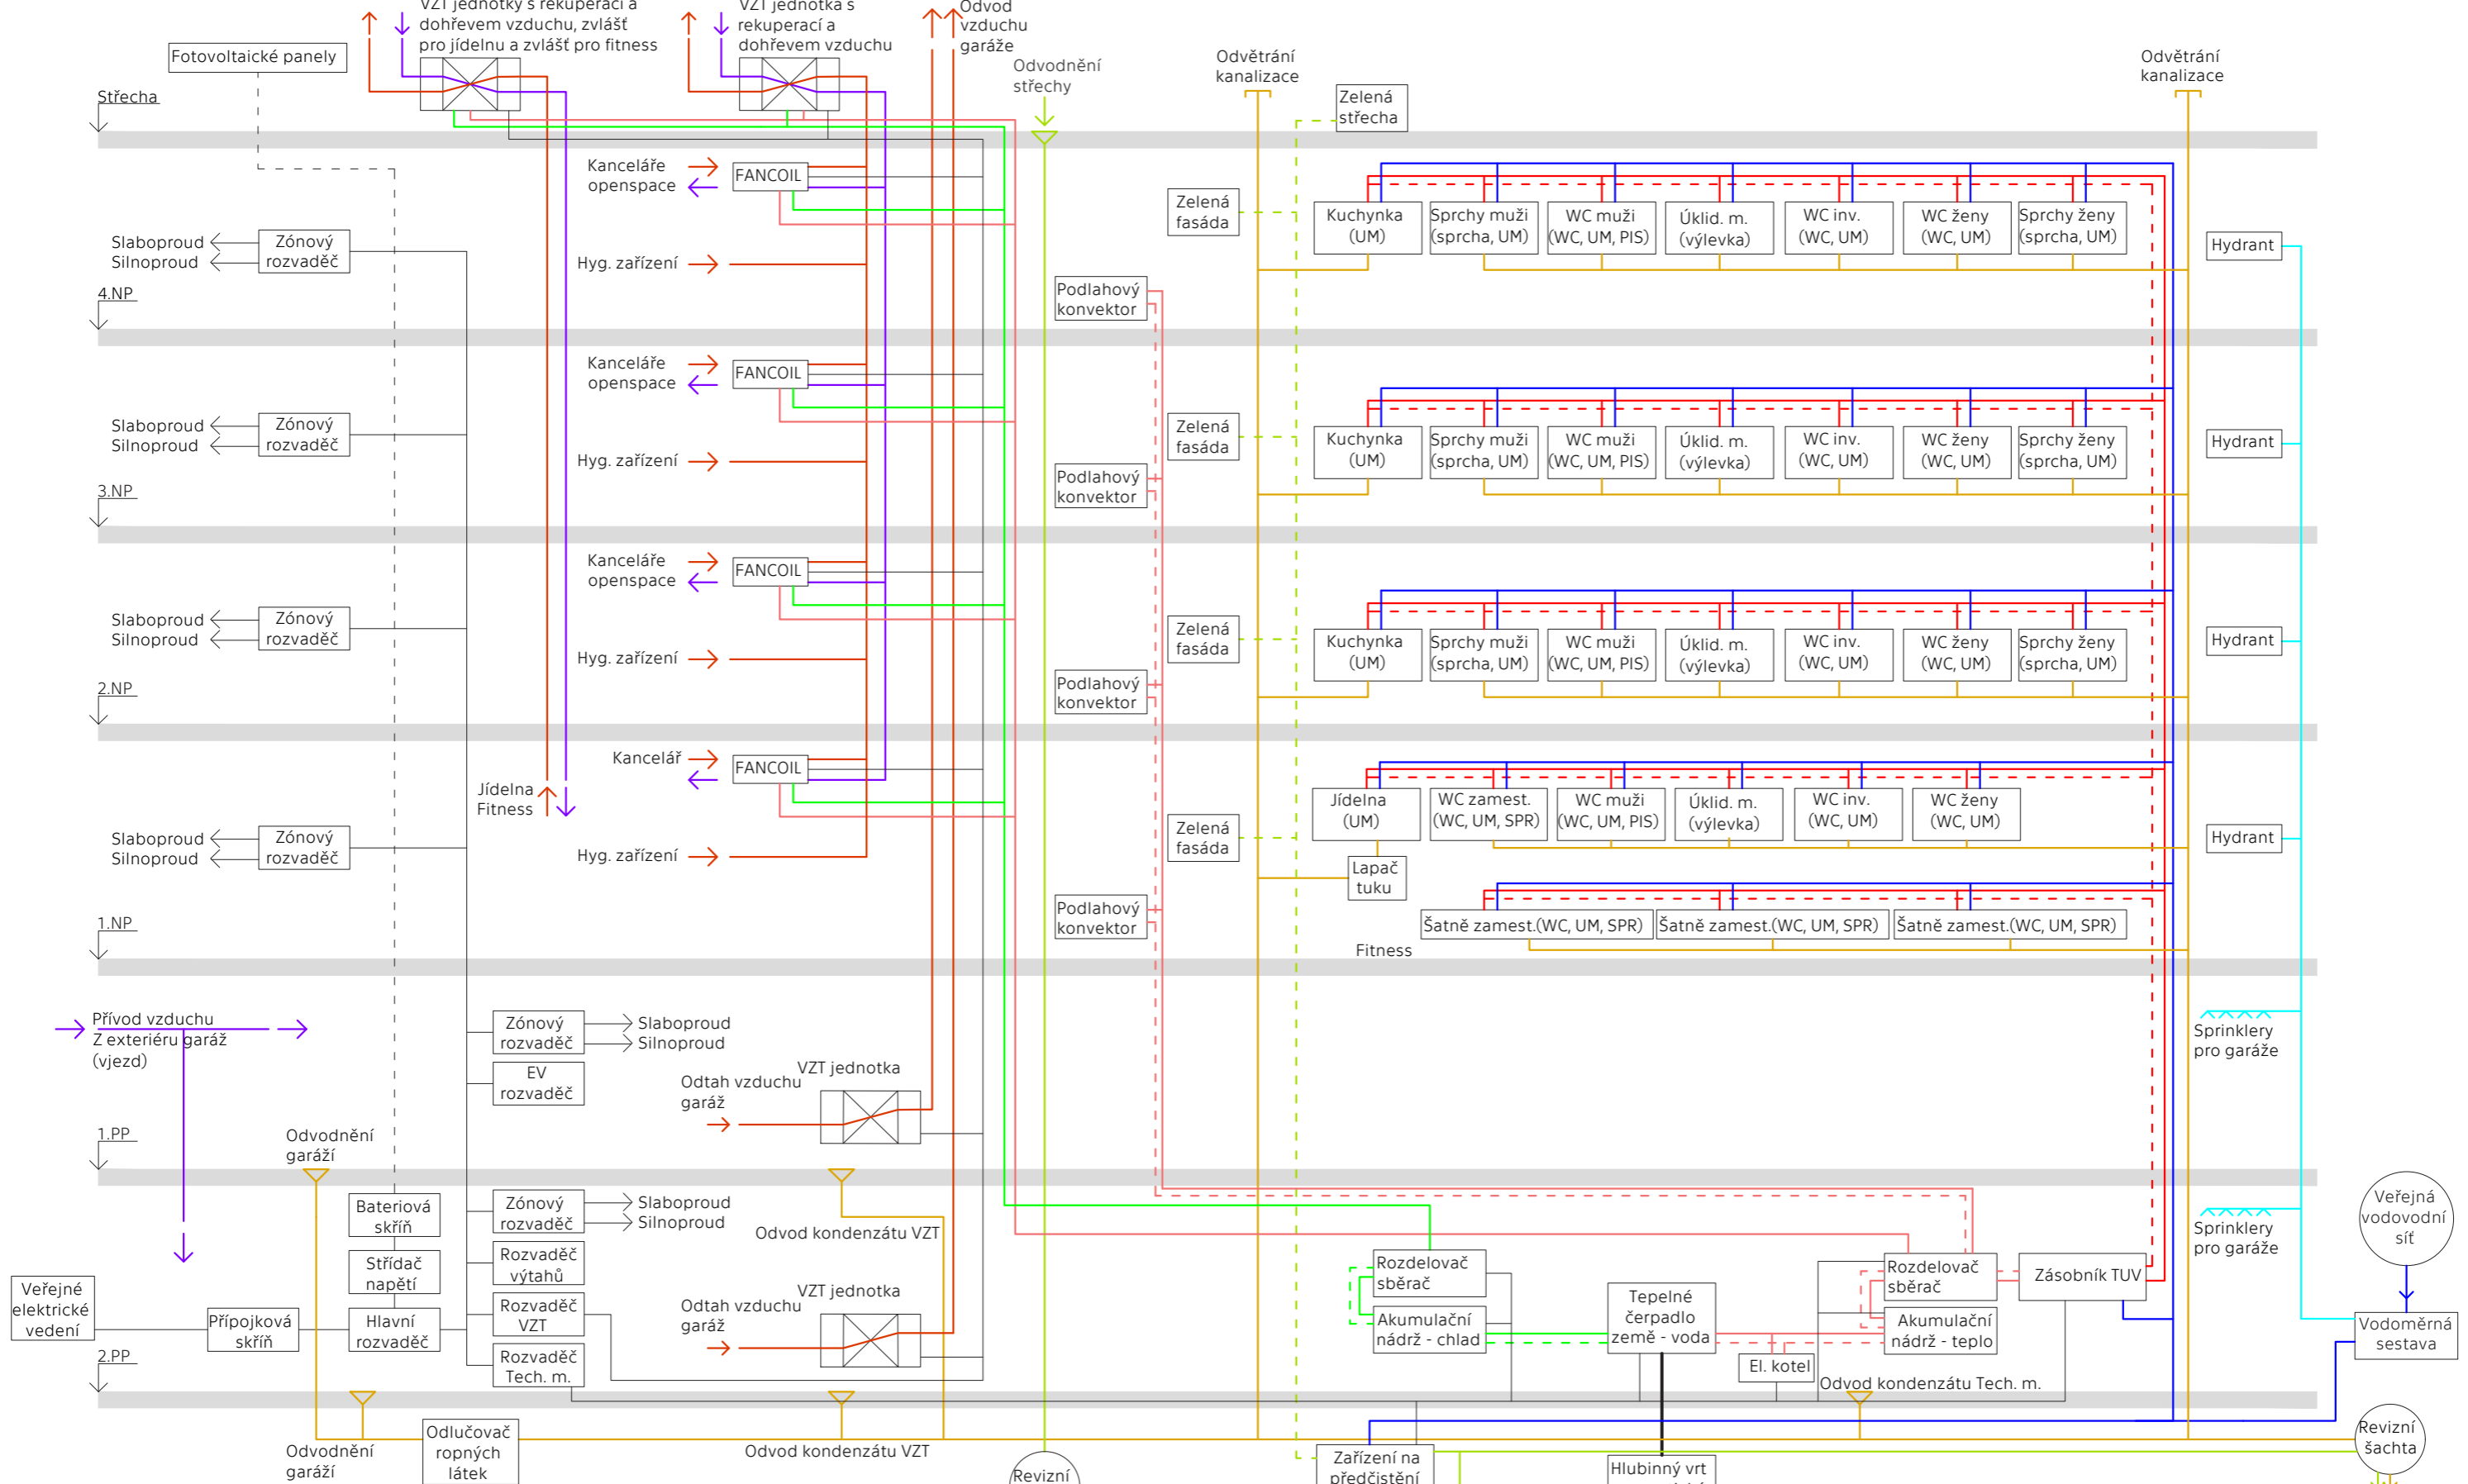 VZT jednotky s rekuperací a
dohřevem vzduchu, zvlášť
pro jídelnu a zvlášť pro fitness
VZT jednotka s
rekuperací a
dohřevem vzduchu
Odvod
vzduchu
garáže
Fotovoltaické panely
Odvodnění
střechy
Odvětrání
kanalizace
Zelená
střecha
Odvětrání
kanalizace
Střecha
Kanceláře
openspace
FANCOIL
Zelená
fasáda
Kuchynka
(UM)
Sprchy muži
(sprcha, UM)
WC muži
(WC, UM, PIS)
Úklid. m.
(výlevka)
WC inv.
(WC, UM)
WC ženy
(WC, UM)
Sprchy ženy
(sprcha, UM)
Hydrant
Slaboproud
Silnoproud
Zónový
rozvaděč
Hyg. zařízení
Podlahový
konvektor
4.NP
Kanceláře
openspace
FANCOIL
Zelená
fasáda
Kuchynka
(UM)
Sprchy muži
(sprcha, UM)
WC muži
(WC, UM, PIS)
Úklid. m.
(výlevka)
WC inv.
(WC, UM)
WC ženy
(WC, UM)
Sprchy ženy
(sprcha, UM)
Hydrant
Slaboproud
Silnoproud
Zónový
rozvaděč
Hyg. zařízení
Podlahový
konvektor
3.NP
Kanceláře
openspace
FANCOIL
Zelená
fasáda
Kuchynka
(UM)
Sprchy muži
(sprcha, UM)
WC muži
(WC, UM, PIS)
Úklid. m.
(výlevka)
WC inv.
(WC, UM)
WC ženy
(WC, UM)
Sprchy ženy
(sprcha, UM)
Hydrant
Slaboproud
Silnoproud
Zónový
rozvaděč
Hyg. zařízení
Podlahový
konvektor
2.NP
Kancelář
FANCOIL
Jídelna
Fitness
Zelená
fasáda
Jídelna
(UM)
WC zamest.
(WC, UM, SPR)
WC muži
(WC, UM, PIS)
Úklid. m.
(výlevka)
WC inv.
(WC, UM)
WC ženy
(WC, UM)
Hydrant
Slaboproud
Silnoproud
Zónový
rozvaděč
Hyg. zařízení
Lapač
tuku
Podlahový
konvektor
Šatně zamest.(WC, UM, SPR)
Šatně zamest.(WC, UM, SPR)
Šatně zamest.(WC, UM, SPR)
Fitness
1.NP
Přívod vzduchu
Z exteriéru garáž
(vjezd)
Zónový
rozvaděč
Slaboproud
Silnoproud
EV
rozvaděč
Odtah vzduchu
garáž
VZT jednotka
Sprinklery
pro garáže
1.PP
Odvodnění
garáží
Bateriová
skříň
Střídač
napětí
Zónový
rozvaděč
Slaboproud
Silnoproud
Odvod kondenzátu VZT
Rozvaděč
výtahů
Veřejné
elektrické
vedení
Přípojková
skříň
Hlavní
rozvaděč
Rozvaděč
VZT
Rozvaděč
Tech. m.
Odtah vzduchu
garáž
VZT jednotka
Rozdelovač
sběrač
Akumulační
nádrž - chlad
Tepelné
čerpadlo
země - voda
El. kotel
Rozdelovač
sběrač
Akumulační
nádrž - teplo
Zásobník TUV
Sprinklery
pro garáže
Veřejná
vodovodní
síť
Vodoměrná
sestava
2.PP
Odvod kondenzátu Tech. m.
Odvodnění
garáží
Odlučovač
ropných
látek
Odvod kondenzátu VZT
Revizní
Zařízení na
předčistění
Hlubinný vrt
Revizní
šachta